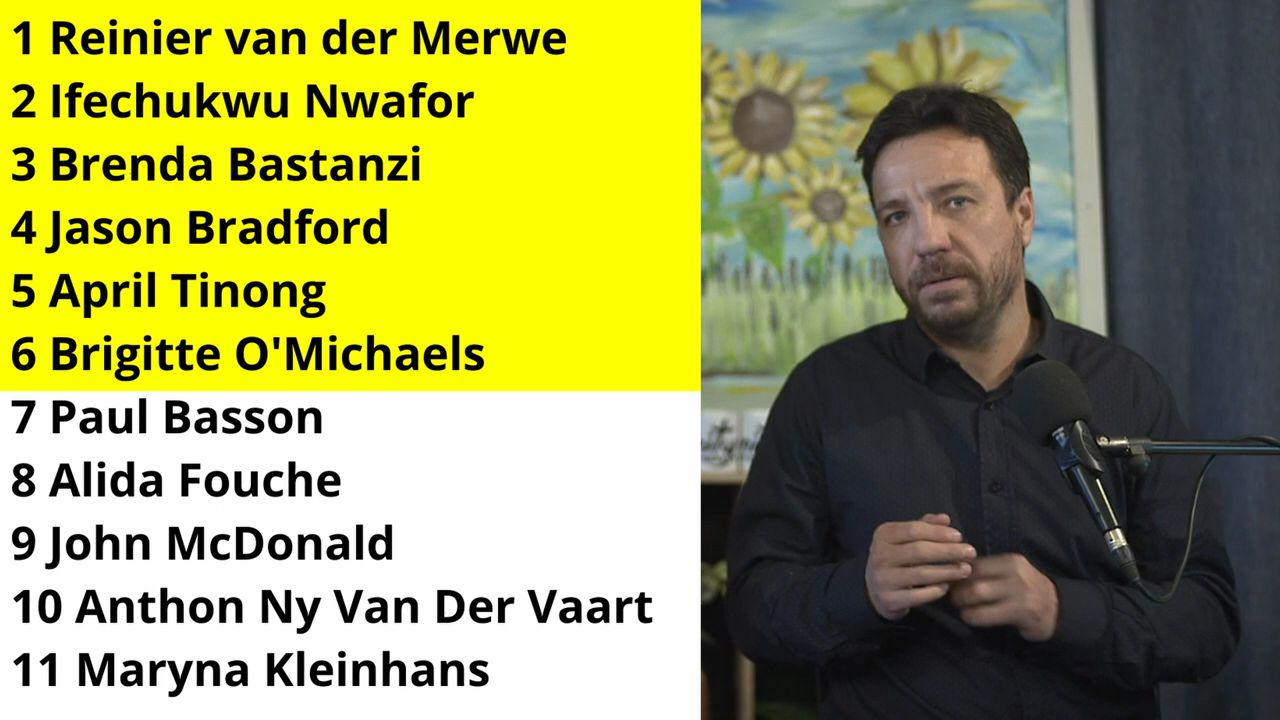 1 Reinier van der Merwe
2 Ifechukwu Nwafor
3 Brenda Bastanzi
4 Jason Bradford
5 April Tinong
6 Brigitte O'Michaels
7 Paul Basson
8 Alida Fouche
9 John McDonald
10 Anthon Ny Van Der Vaart
11 Maryna Kleinhans